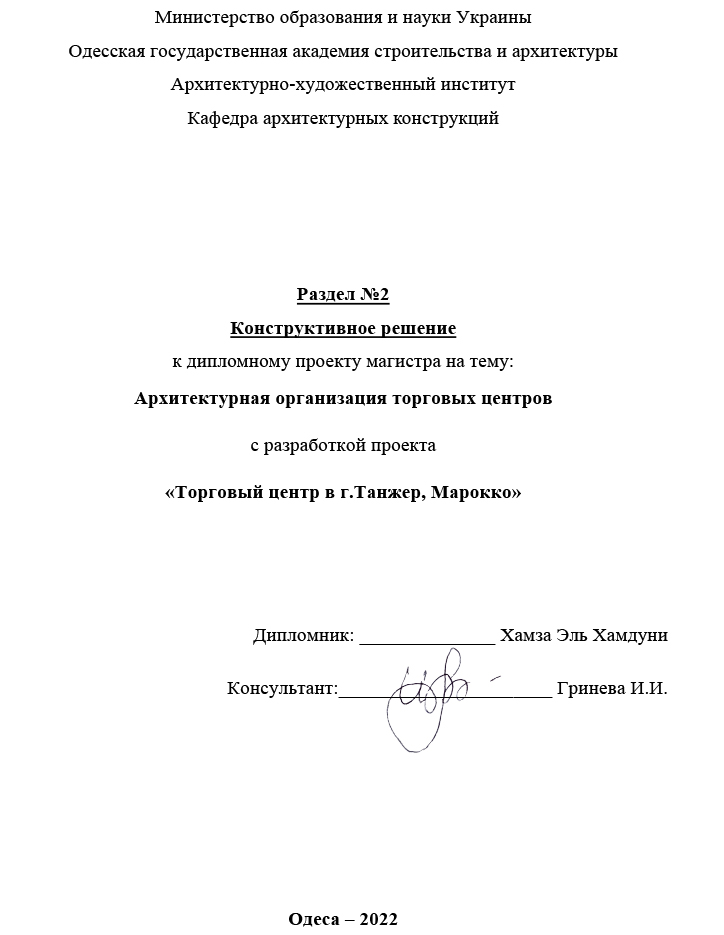 Министерство образования и науки Украины
Одесская государственная академия строительства и архитектуры
Архитектурно-художественный институт
Кафедра архитектурных конструкций
Раздел №2
Конструктивное решение
к дипломному проекту магистра на тему:
Архитектурная организация торговых центров
с разработкой проекта
«Торговый центр в г.Танжер, Марокко»
Дипломник: ______________ Хамза Эль Хамдуни
Консультант:______________________ Гринева И.И.
Одеса – 2022